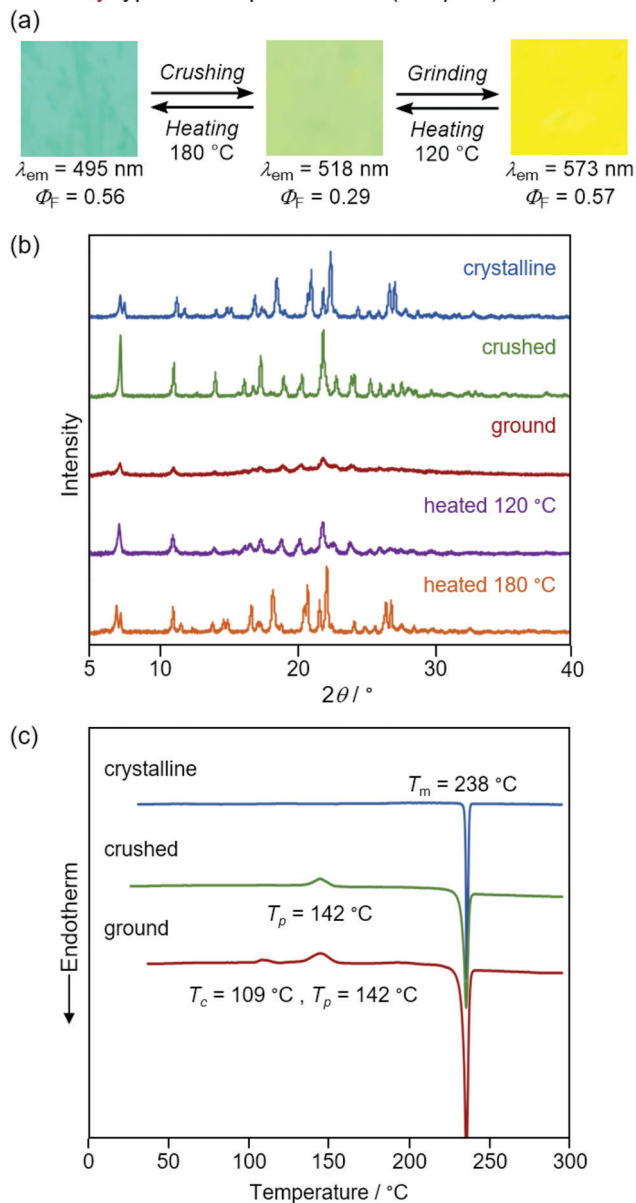 (a)
Crushing
Grinding
Heating
180 °C
Heating
120 °C
λem = 495 nm
λem = 518 nm
λem = 573 nm
ΦF = 0.56
ΦF = 0.29
ΦF = 0.57
(b)
crystalline
crushed
ground
heated 120 °C
heated 180 °C
Intensity
5
10
20
30
40
2θ / °
(c)
crystalline
Tm = 238 °C
crushed
Tp = 142 °C
ground
Tc = 109 °C , Tp = 142 °C
Endotherm
0
50
100
150
200
250
300
Temperature / °C